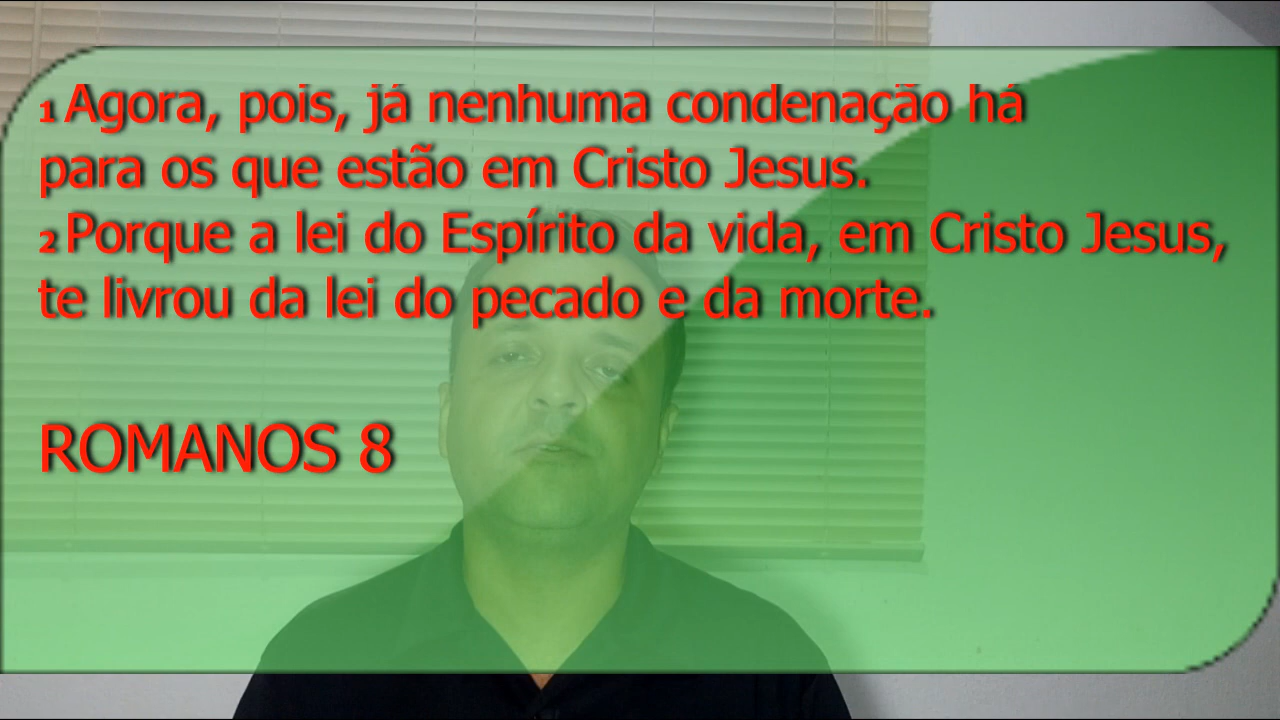 1 Agora, pois, já nenhuma condenação há
para os que estão em Cristo Jesus.
2 Porque a lei do Espírito da vida, em Cristo Jesus,
te livrou da lei do pecado e da morte.
ROMANOS 8